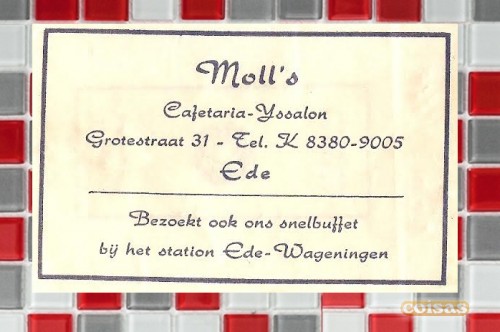 Moll's
Cafetaria-Yssalon
Grotestraat 31 - Tel. K 8380-9005
Ede
Bezoekt ook ons snelbuffet
bij het station Ede-Wageningen
coisas